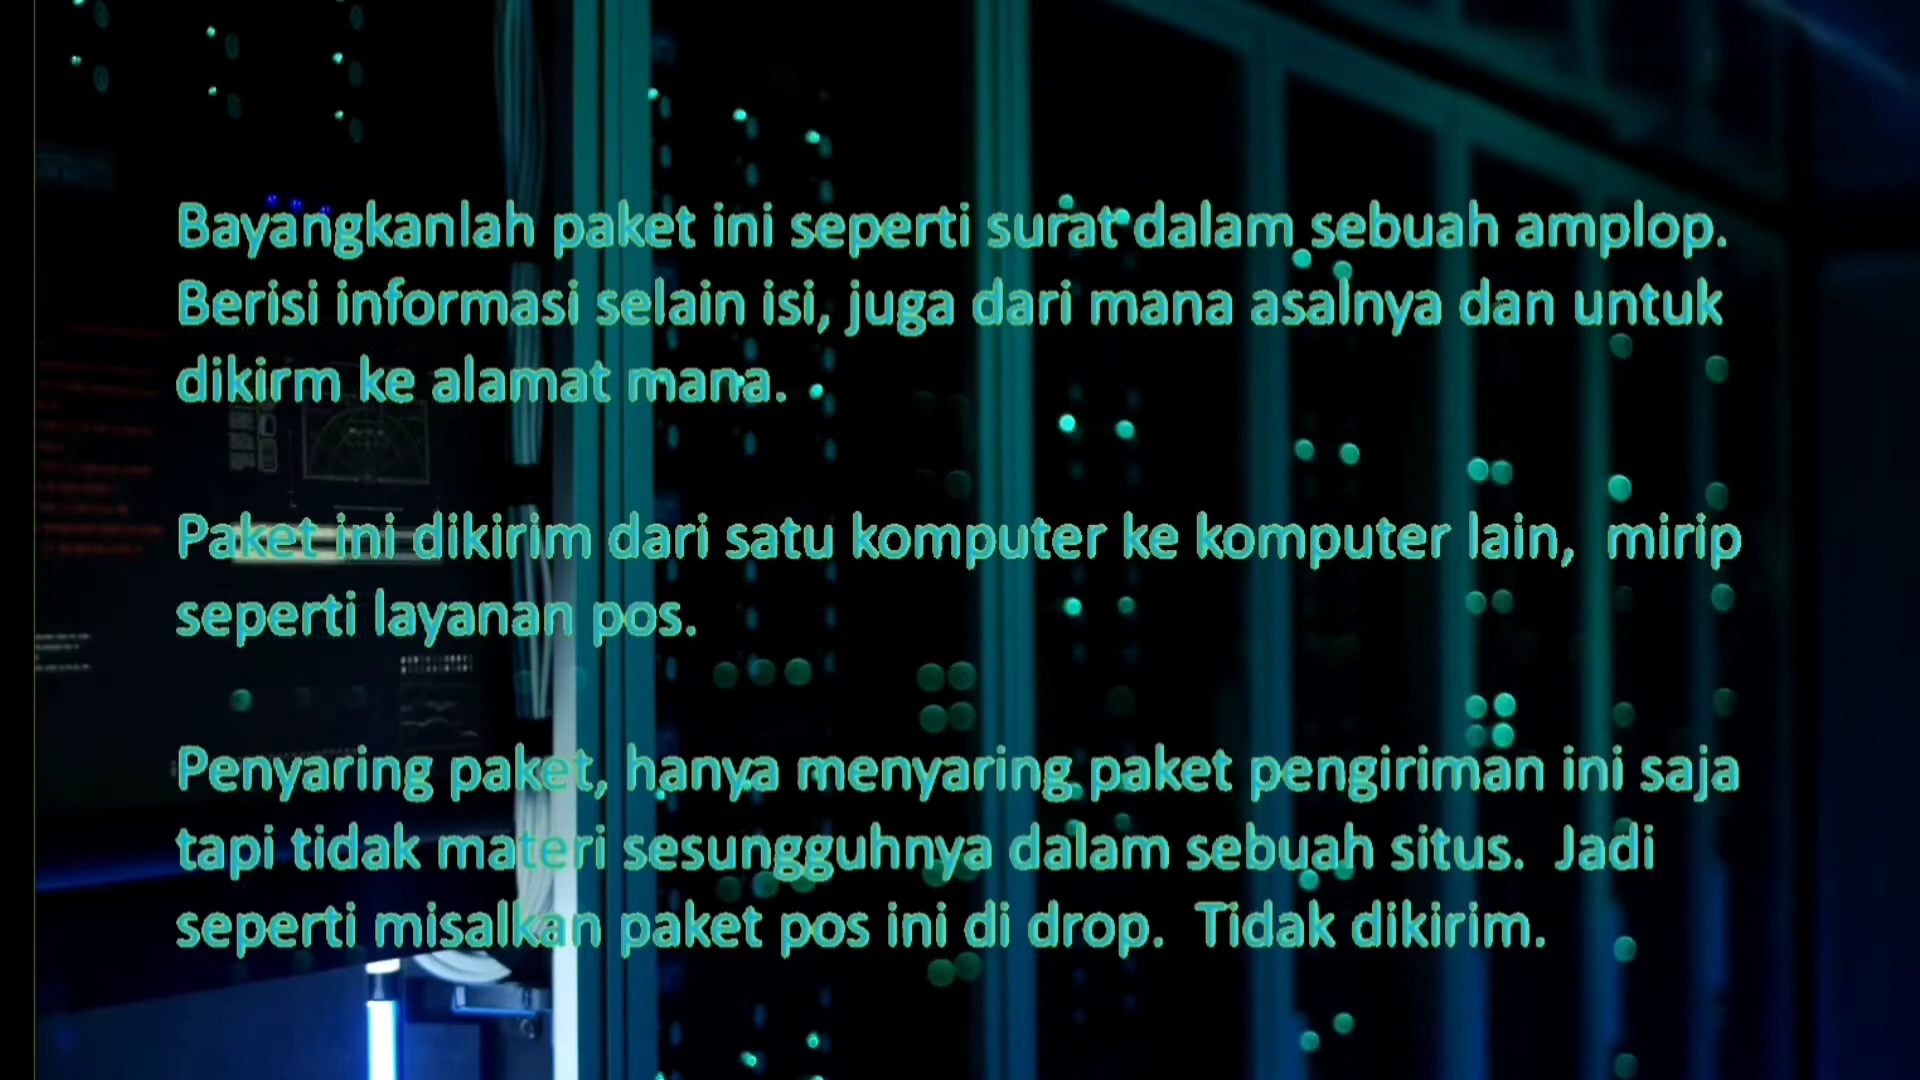 Bayangkanlah paket ini seperti surat dalam sebuah amplop.
Berisi informasi selain isi, juga dari mana asalnya dan untuk
dikirm ke alamat mana.
Paket ini dikirim dari satu komputer ke komputer lain, mirip
seperti layanan pos.
Penyaring paket, hanya menyaring paket pengiriman ini saja
tapi tidak materi sesungguhnya dalam sebuah situs. Jadi
seperti misalkan paket pos ini di drop. Tidak dikirim.